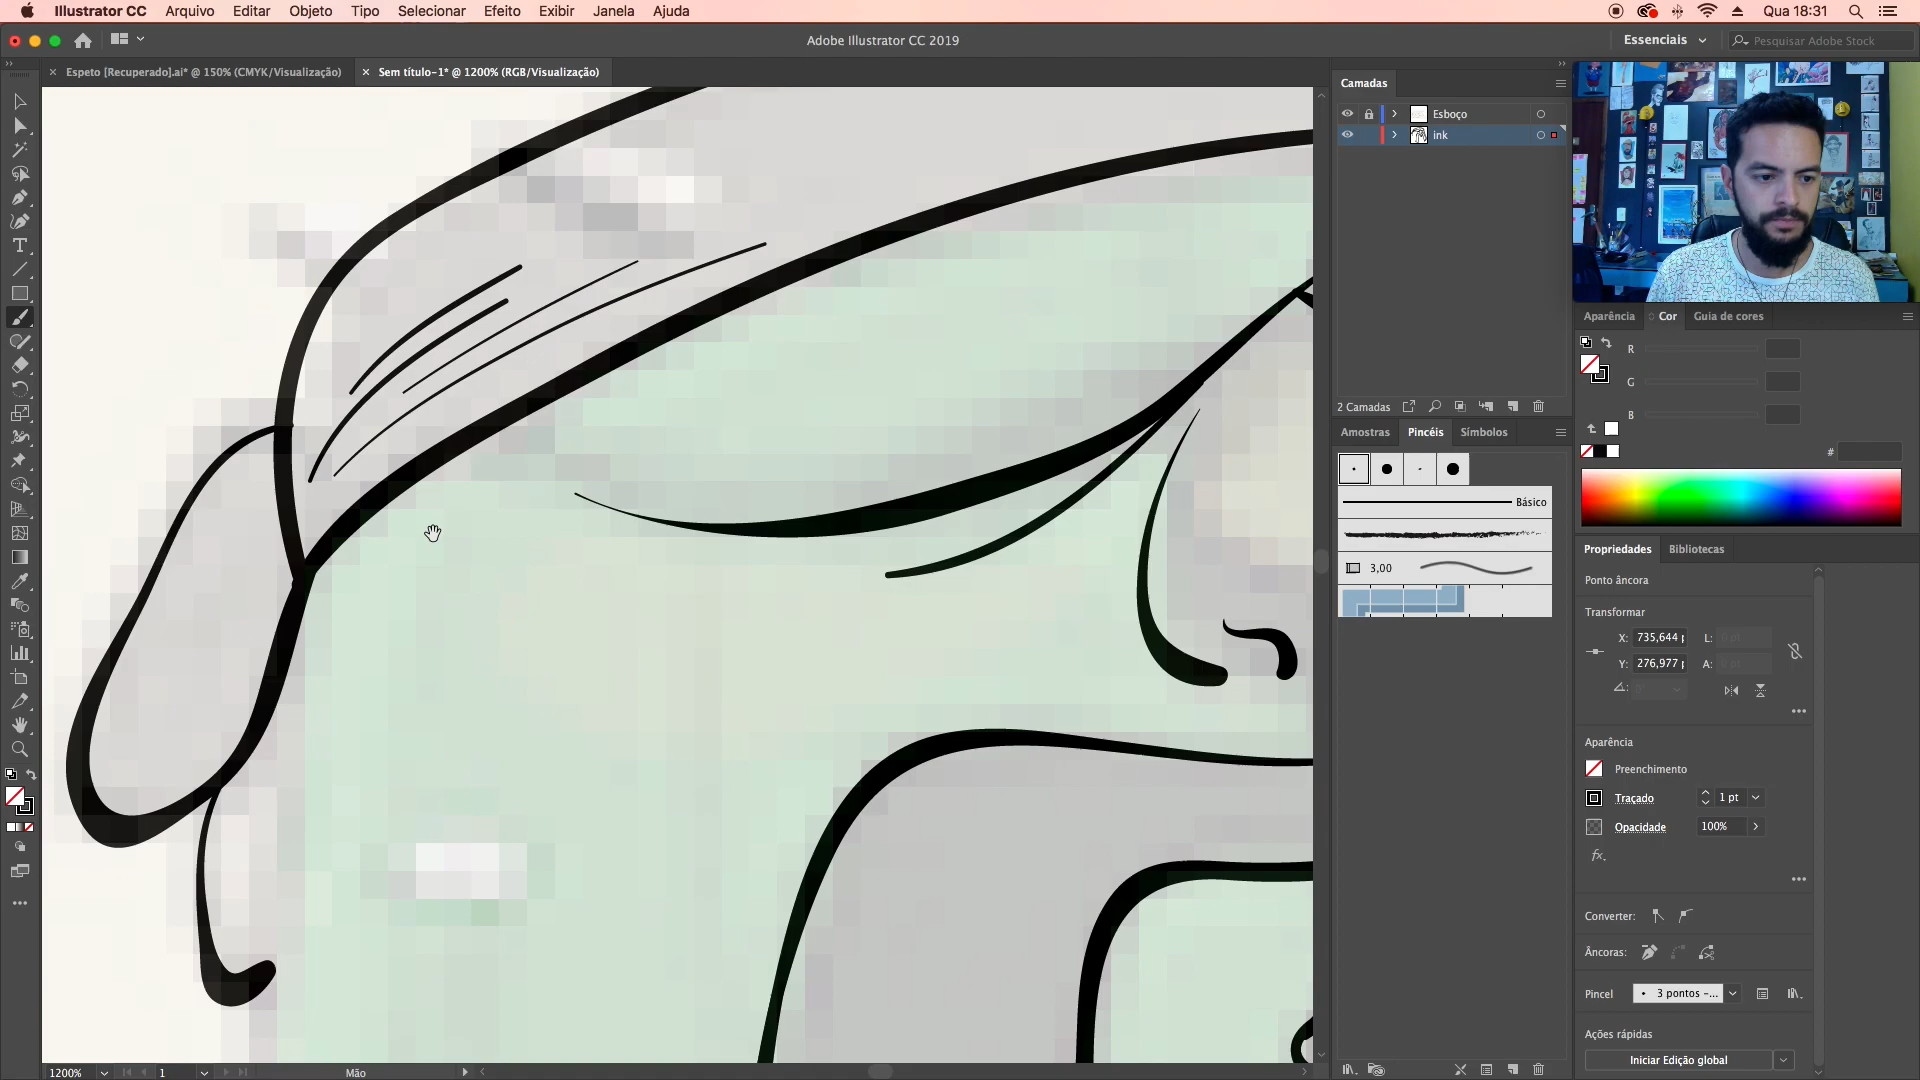 Illustrator CC Arquivo Editar Objeto Tipo Selecionar Efeito Exibir Janela Ajuda Qua 18:31
Adobe Illustrator CC 2019 Essenciais Pesquisar Adobe Stock
Espeto [Recuperado].ai* @ 150% (CMYK/Visualização) Sem título-1* @ 1200% (RGB/Visualização)
Camadas
Esboço
ink
2 Camadas
Amostras Pincéis Símbolos
Básico
3,00
Aparência Cor Guia de cores
R
G
B
#
Propriedades Bibliotecas
Ponto âncora
Transformar
X: 735,644 L:
Y: 276,977 A:
Aparência
Preenchimento
Traçado 1 pt
Opacidade 100%
fx.
Converter:
Âncoras:
Pincel 3 pontos -...
Ações rápidas
Iniciar Edição global
1200% 1 Mão